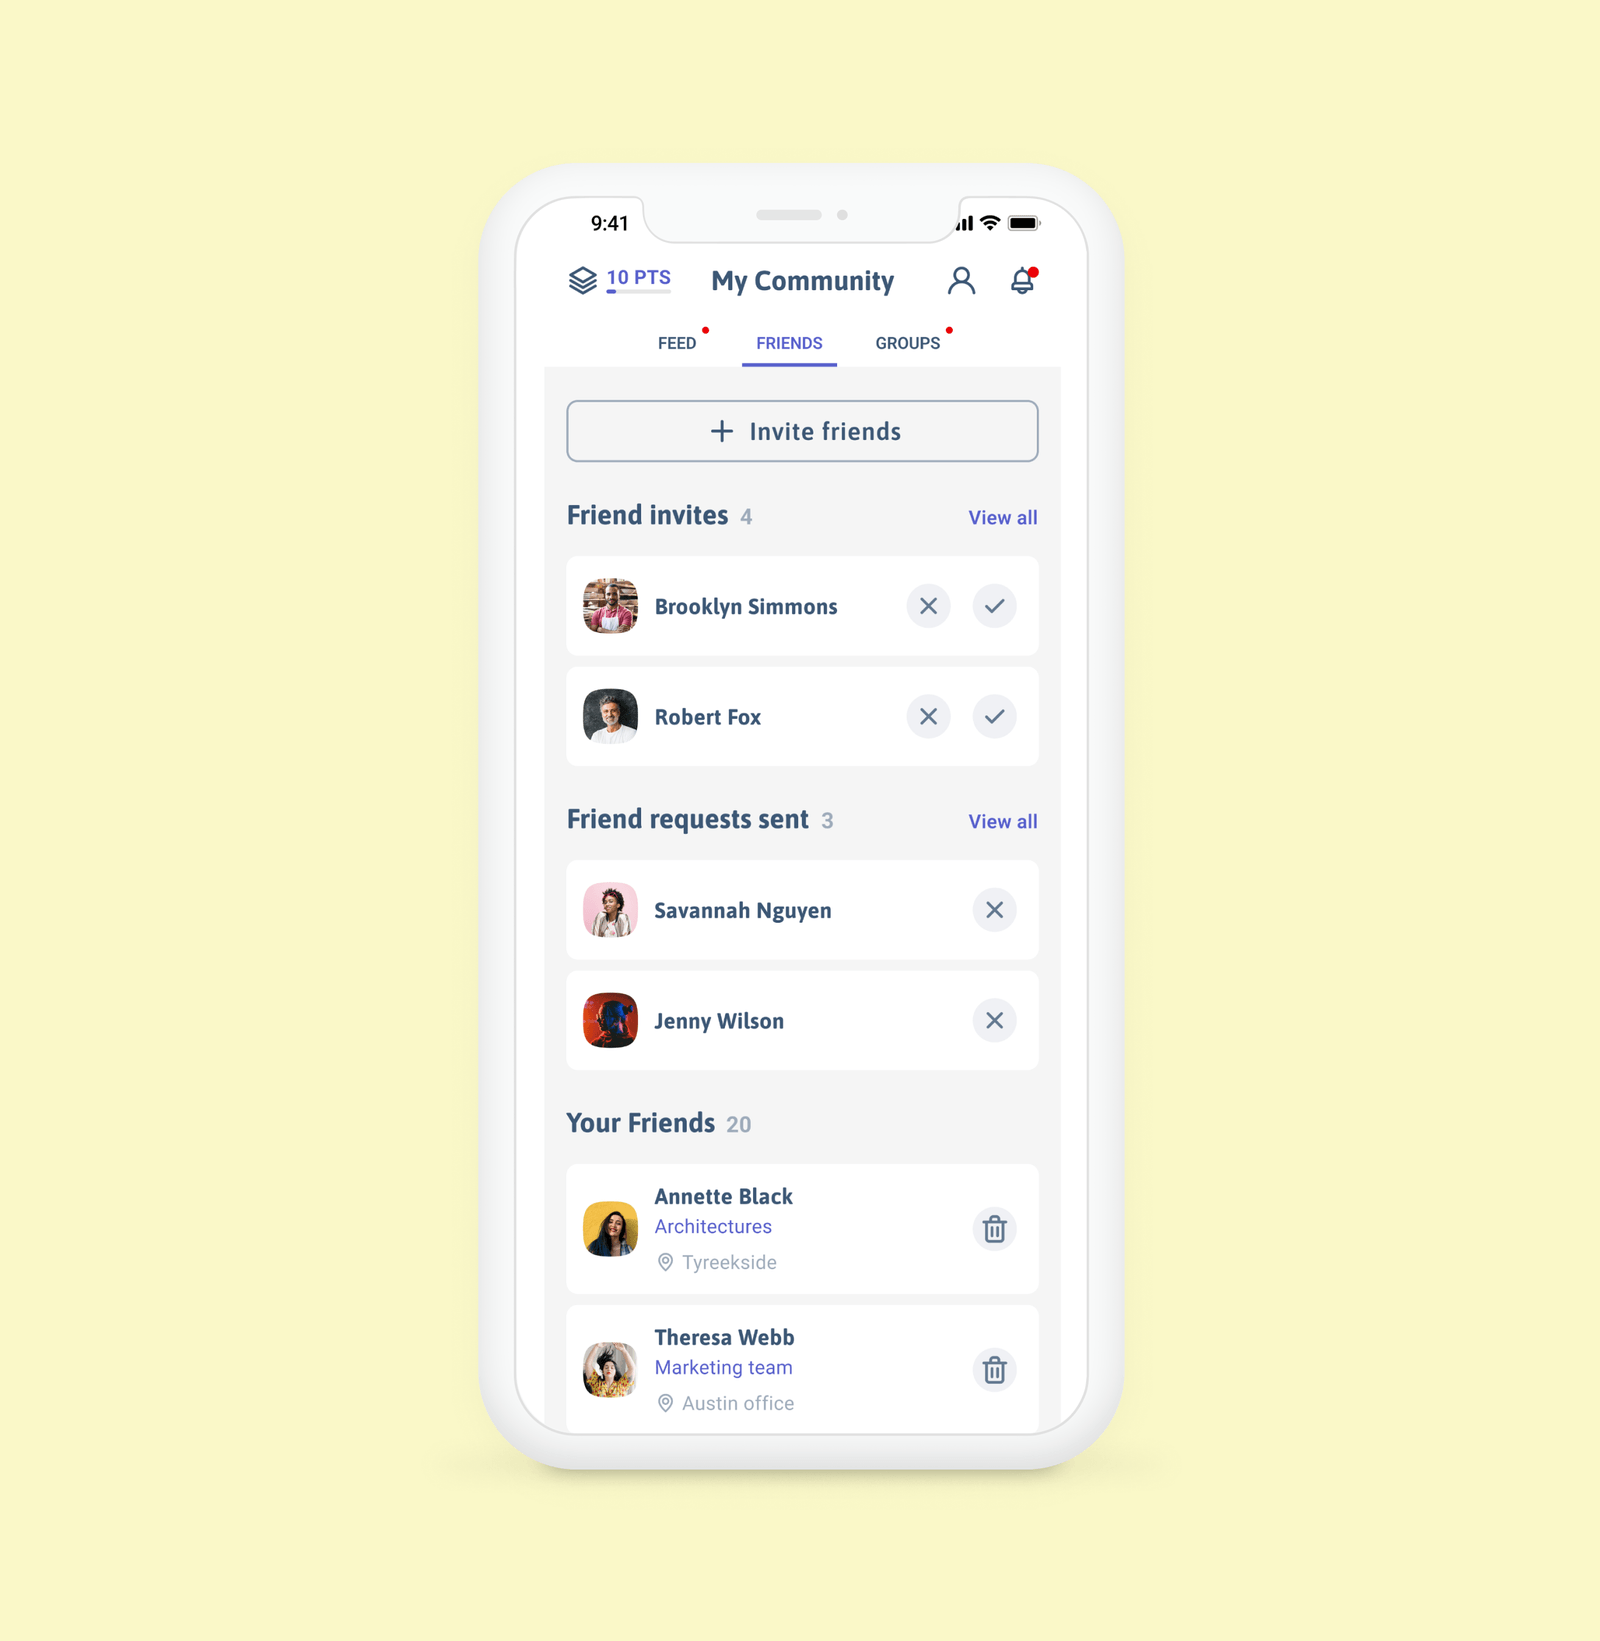 9:41
10 PTS
My Community
FEED
FRIENDS
GROUPS
Invite friends
Friend invites 4
View all
Brooklyn Simmons
Robert Fox
Friend requests sent 3
View all
Savannah Nguyen
Jenny Wilson
Your Friends 20
Annette Black
Architectures
Tyreekside
Theresa Webb
Marketing team
Austin office